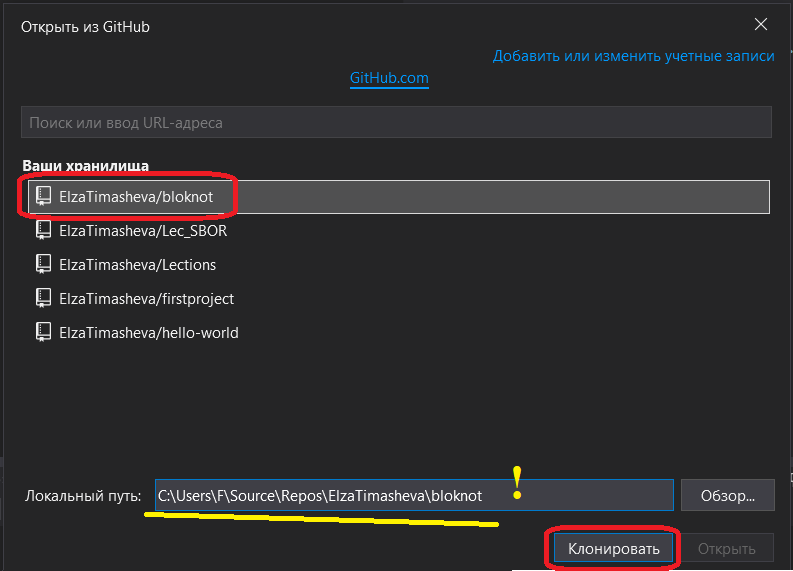 Открыть из GitHub
Добавить или изменить учетные записи
GitHub.com
Поиск или ввод URL-адреса
Ваши хранилища
ElzaTimasheva/bloknot
ElzaTimasheva/Lec_SBOR
ElzaTimasheva/Lections
ElzaTimasheva/firstproject
ElzaTimasheva/hello-world
Локальный путь: C:\Users\F\Source\Repos\ElzaTimasheva\bloknot ! Обзор...
Клонировать Открыть